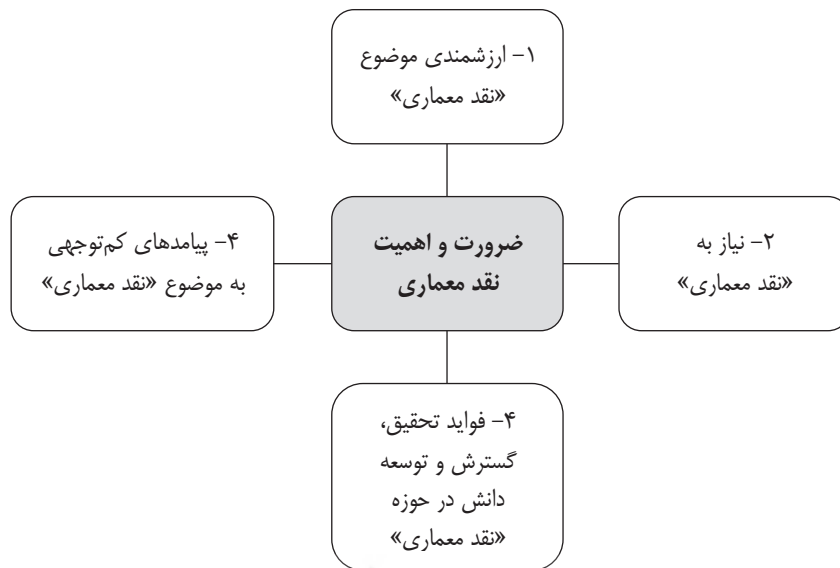 ۱- ارزشمندی موضوع
«نقد معماری»
۲- نیاز به
«نقد معماری»
ضرورت و اهمیت
نقد معماری
۴- پیامدهای کم‌توجهی
به موضوع «نقد معماری»
۴- فواید تحقیق،
گسترش و توسعه
دانش در حوزه
«نقد معماری»